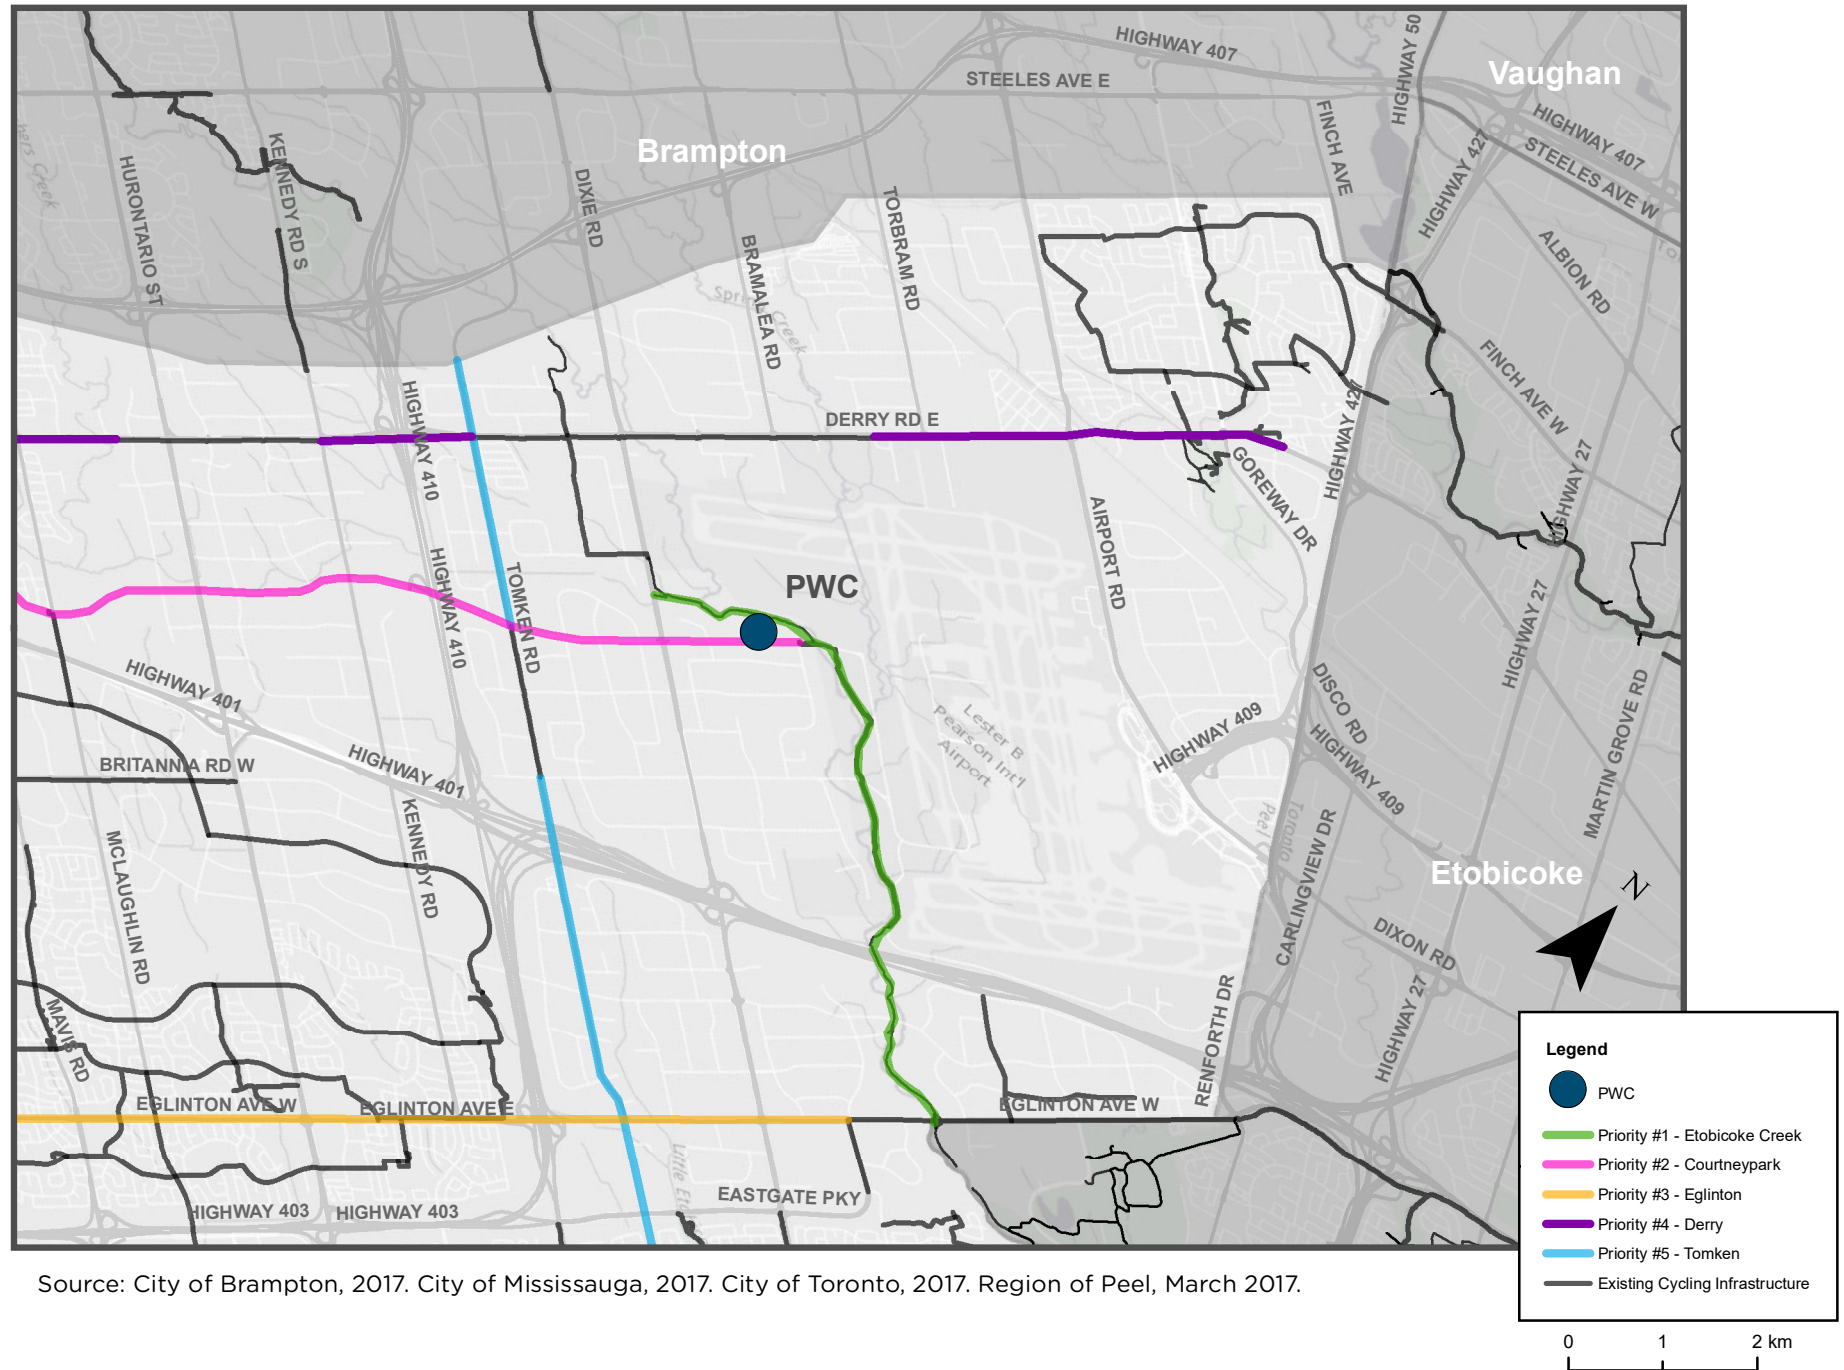 HIGHWAY 50
HIGHWAY 407
Vaughan
STEELES AVE E
HIGHWAY 407
FINCH AVE
HIGHWAY 427
STEELES AVE W
Brampton
KENNEDY RD S
HURONTARIO ST
DIXIE RD
TORBRAM RD
BRAMALEA RD
ALBION RD
Creek
FINCH AVE W
HIGHWAY 410
DERRY RD E
HIGHWAY 427
HIGHWAY 27
GOREWAY DR
AIRPORT RD
HIGHWAY 410
TOMKEN RD
PWC
HIGHWAY 27
HIGHWAY 401
DISCO RD
MARTIN GROVE RD
Lester B
Pearson Int'l
Airport
HIGHWAY 409
HIGHWAY 409
BRITANNIA RD W
HIGHWAY 401
KENNEDY RD
MCLAUGHLIN RD
Peel
Toronto
CARLINGVIEW DR
Etobicoke
N
DIXON RD
HIGHWAY 27
MAVIS RD
RENFORTH DR
EGLINTON AVE W
EGLINTON AVE E
EGLINTON AVE W
EASTGATE PKY
HIGHWAY 403
HIGHWAY 403
Legend
PWC
Priority #1 - Etobicoke Creek
Priority #2 - Courtneypark
Priority #3 - Eglinton
Priority #4 - Derry
Priority #5 - Tomken
Existing Cycling Infrastructure
0 1 2 km
Source: City of Brampton, 2017. City of Mississauga, 2017. City of Toronto, 2017. Region of Peel, March 2017.